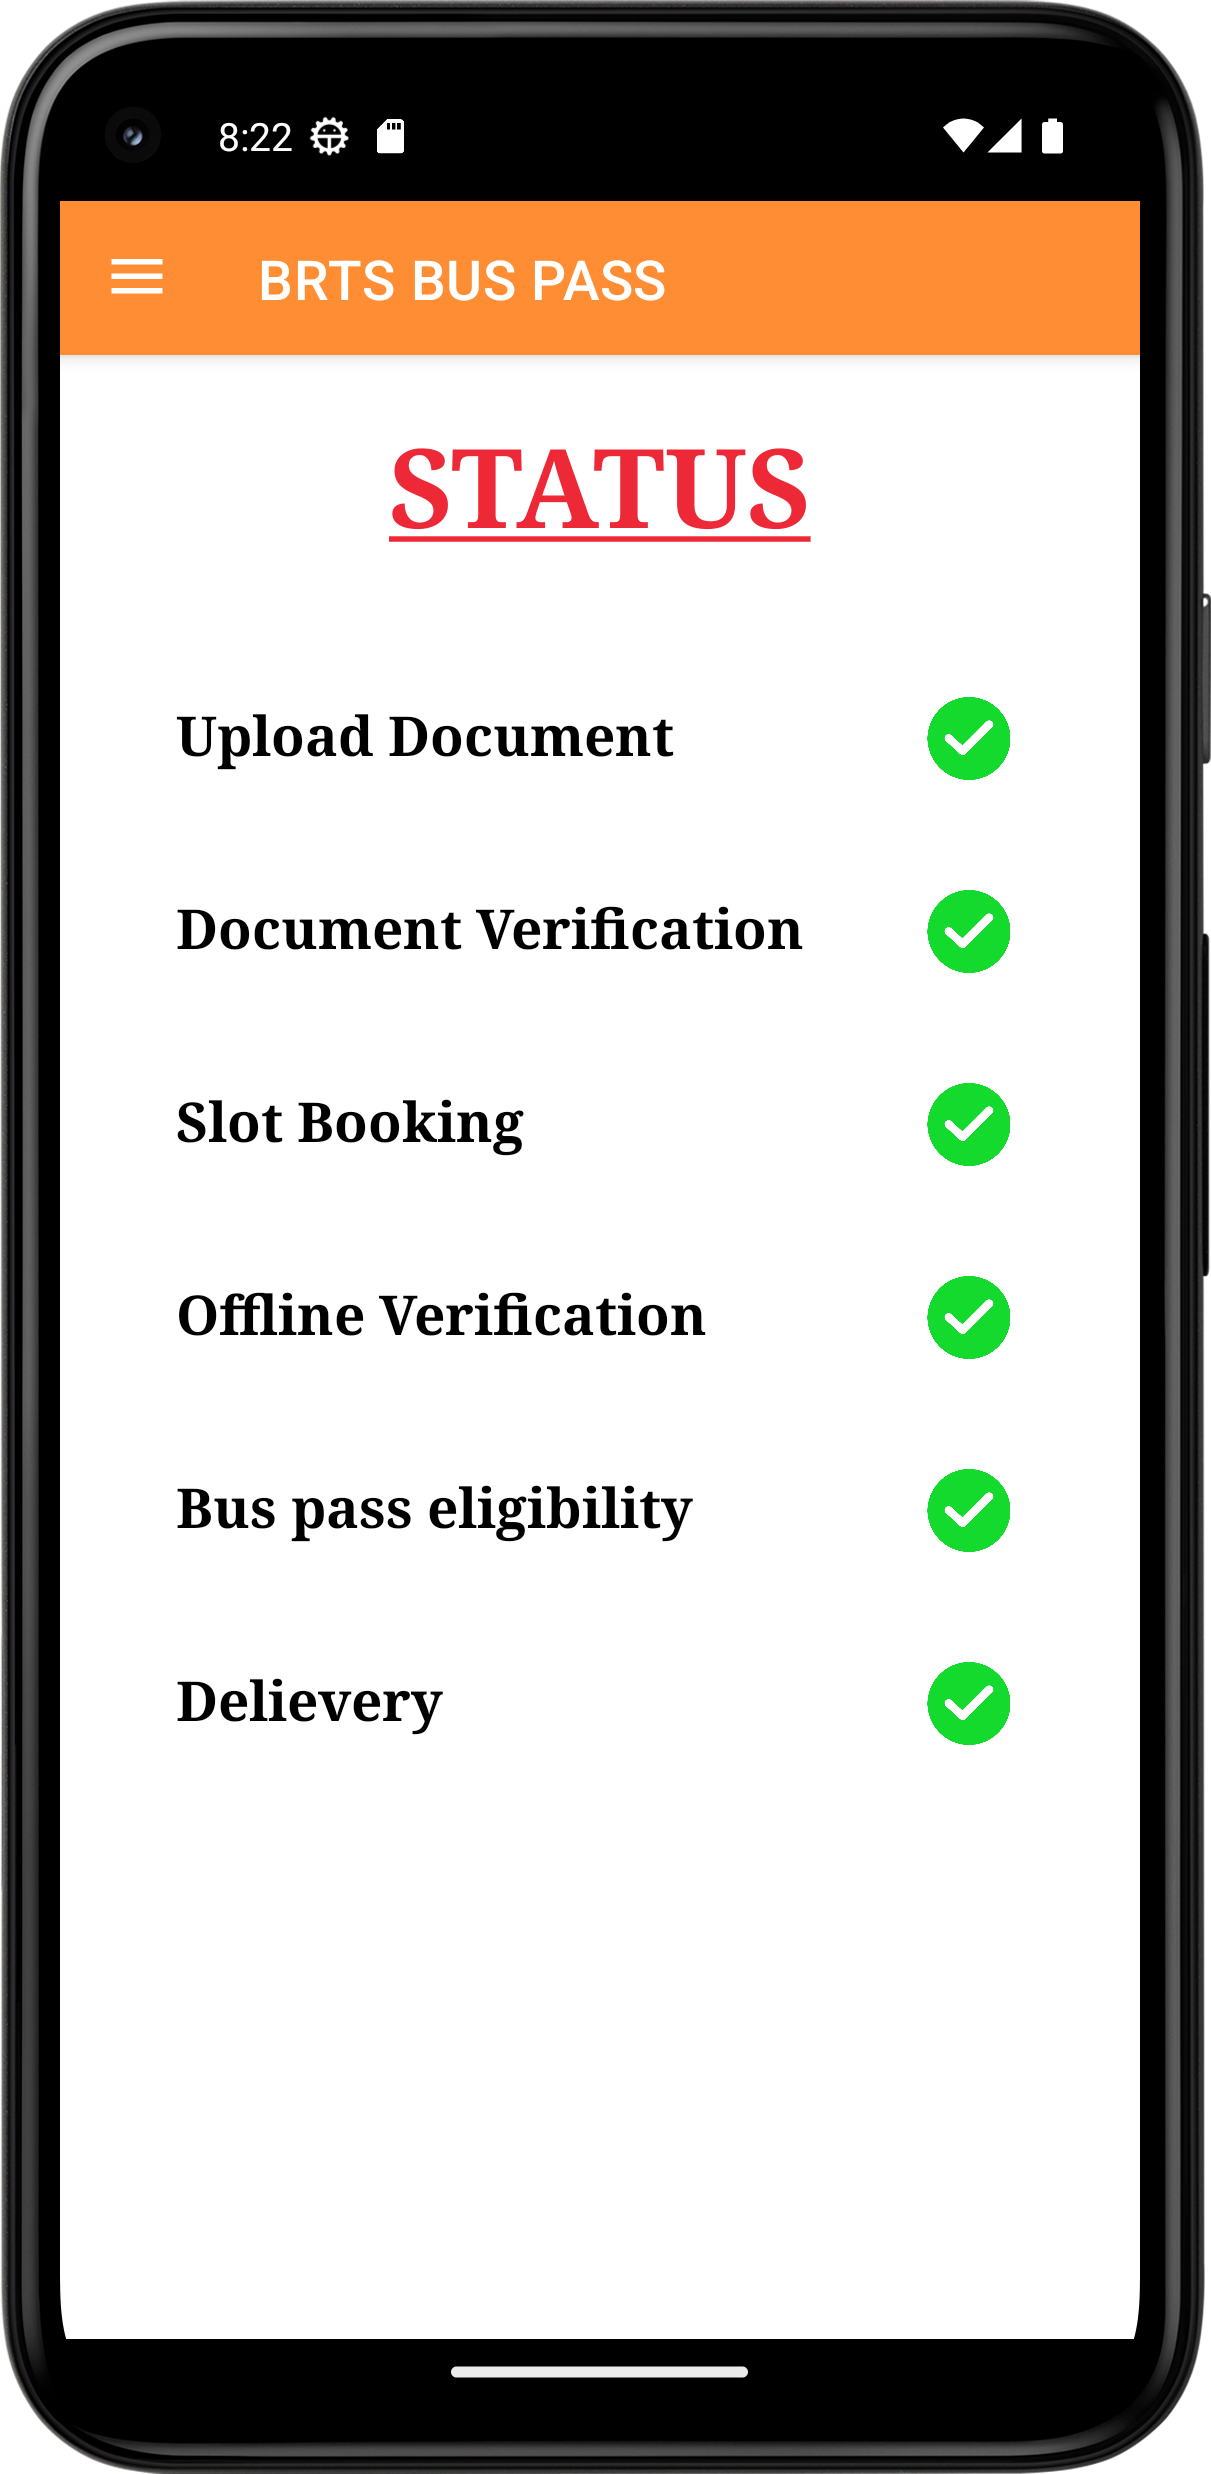 8:22
BRTS BUS PASS
STATUS
Upload Document
Document Verification
Slot Booking
Offline Verification
Bus pass eligibility
Delievery